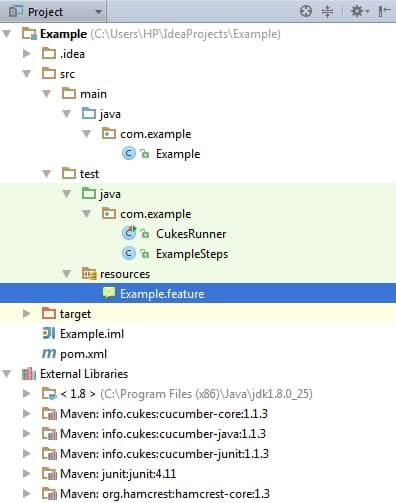 Project
Example (C:\Users\HP\IdeaProjects\Example)
.idea
src
main
java
com.example
Example
test
java
com.example
CukesRunner
ExampleSteps
resources
Example.feature
target
Example.iml
pom.xml
External Libraries
< 1.8 > (C:\Program Files (x86)\Java\jdk1.8.0_25)
Maven: info.cukes:cucumber-core:1.1.3
Maven: info.cukes:cucumber-java:1.1.3
Maven: info.cukes:cucumber-junit:1.1.3
Maven: junit:junit:4.11
Maven: org.hamcrest:hamcrest-core:1.3